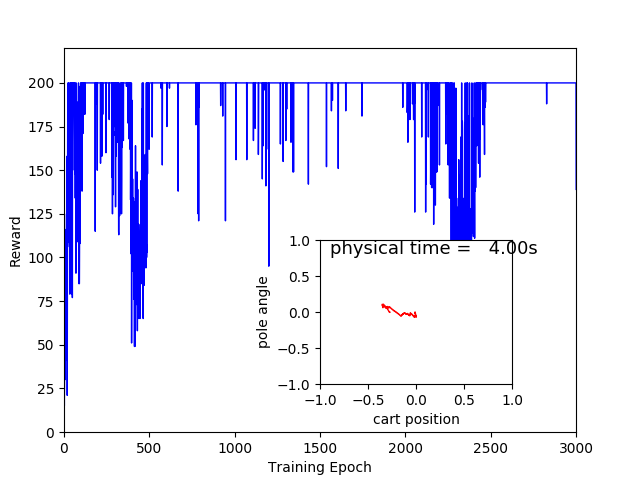 200
175
150
125
100
75
50
25
0
Reward
0 500 1000 1500 2000 2500 3000
Training Epoch
physical time =   4.00s
1.0
0.5
0.0
−0.5
−1.0
pole angle
−1.0 −0.5 0.0 0.5 1.0
cart position